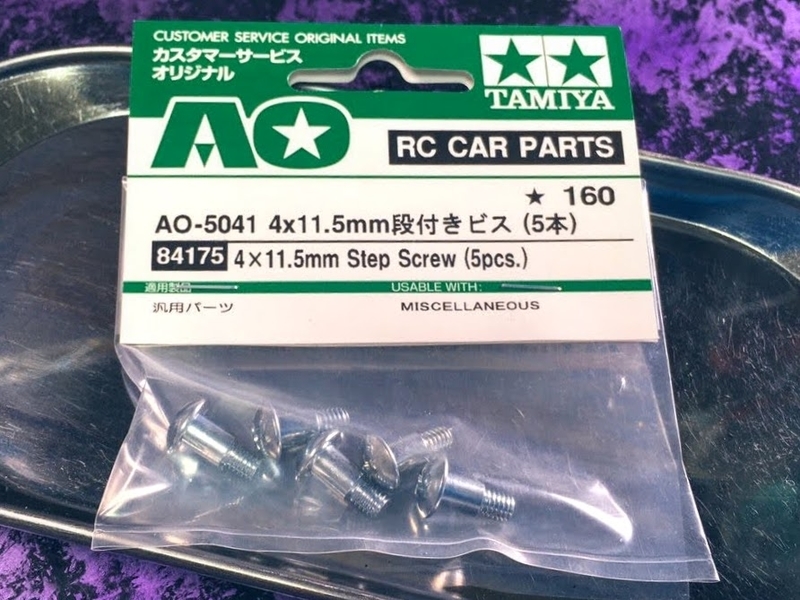 CUSTOMER SERVICE ORIGINAL ITEMS
カスタマーサービス
オリジナル
TAMIYA
AO
RC CAR PARTS
★ 160
AO-5041 4x11.5mm段付きビス (5本)
84175 4×11.5mm Step Screw (5pcs.)
適用製品 USABLE WITH:
汎用パーツ MISCELLANEOUS